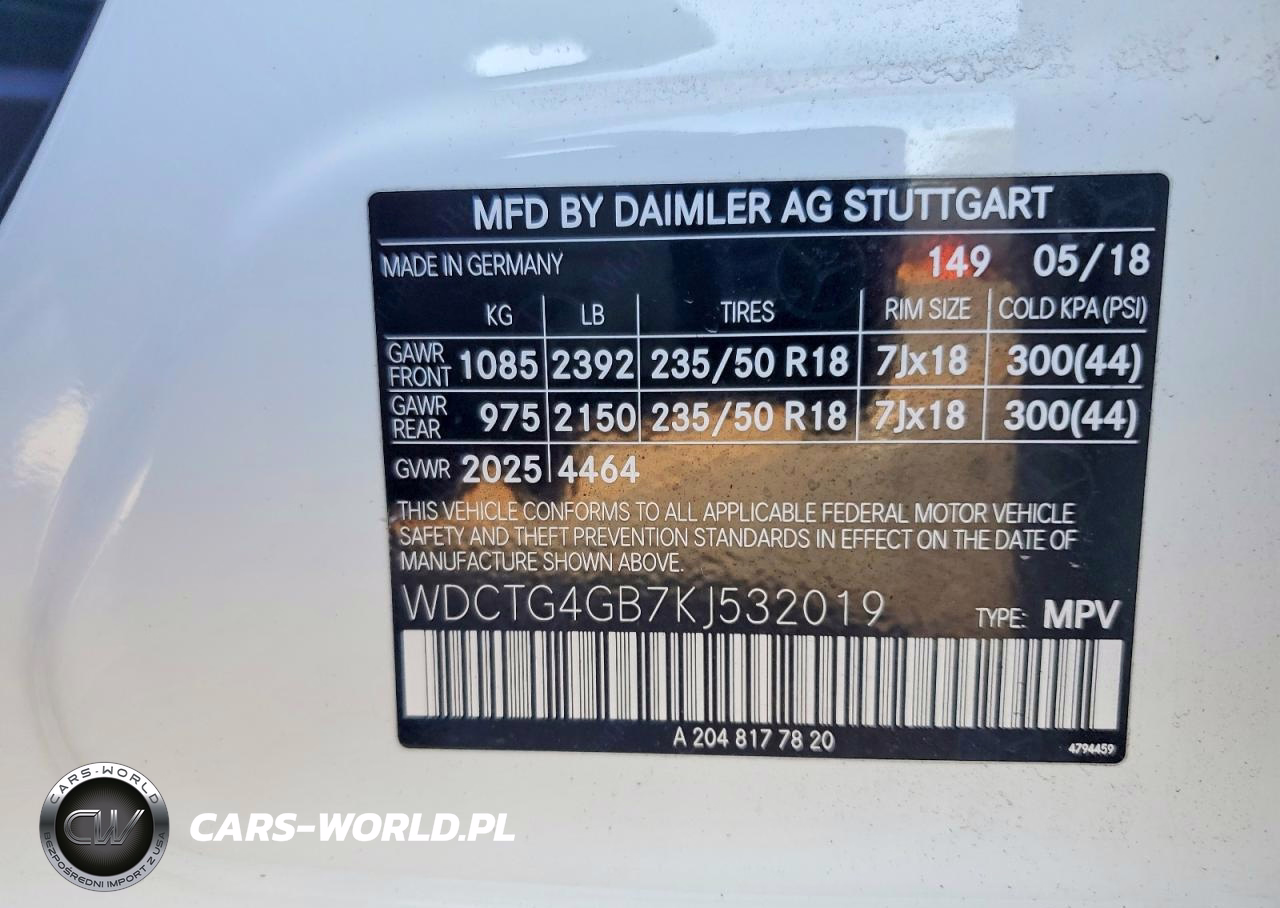 MFD BY DAIMLER AG STUTTGART
MADE IN GERMANY 149 05/18
KG LB TIRES RIM SIZE COLD KPA (PSI)
GAWR FRONT 1085 2392 235/50 R18 7Jx18 300(44)
GAWR REAR 975 2150 235/50 R18 7Jx18 300(44)
GVWR 2025 4464
THIS VEHICLE CONFORMS TO ALL APPLICABLE FEDERAL MOTOR VEHICLE
SAFETY AND THEFT PREVENTION STANDARDS IN EFFECT ON THE DATE OF
MANUFACTURE SHOWN ABOVE.
WDCTG4GB7KJ532019 TYPE: MPV
A 204 817 78 20 4794459
CARS-WORLD
CW
BEZPOŚREDNI IMPORT Z USA
CARS-WORLD.PL